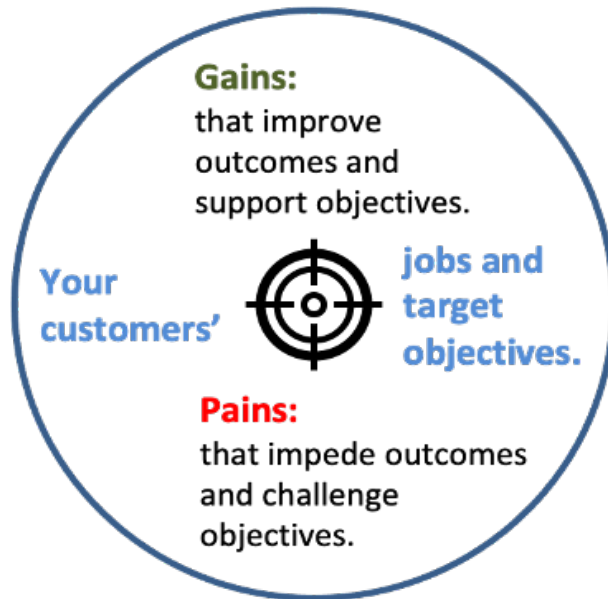 Gains:
that improve
outcomes and
support objectives.
Your
customers’
jobs and
target
objectives.
Pains:
that impede outcomes
and challenge
objectives.